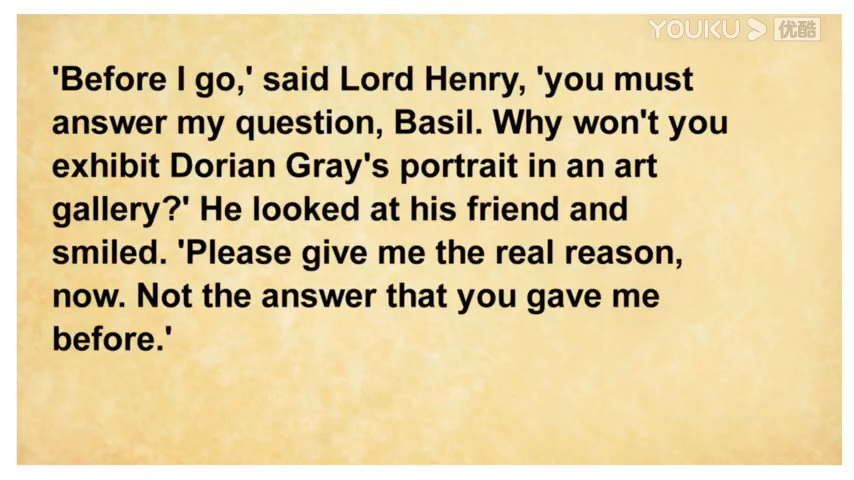 YOUKU 优酷
'Before I go,' said Lord Henry, 'you must
answer my question, Basil. Why won't you
exhibit Dorian Gray's portrait in an art
gallery?' He looked at his friend and
smiled. 'Please give me the real reason,
now. Not the answer that you gave me
before.'